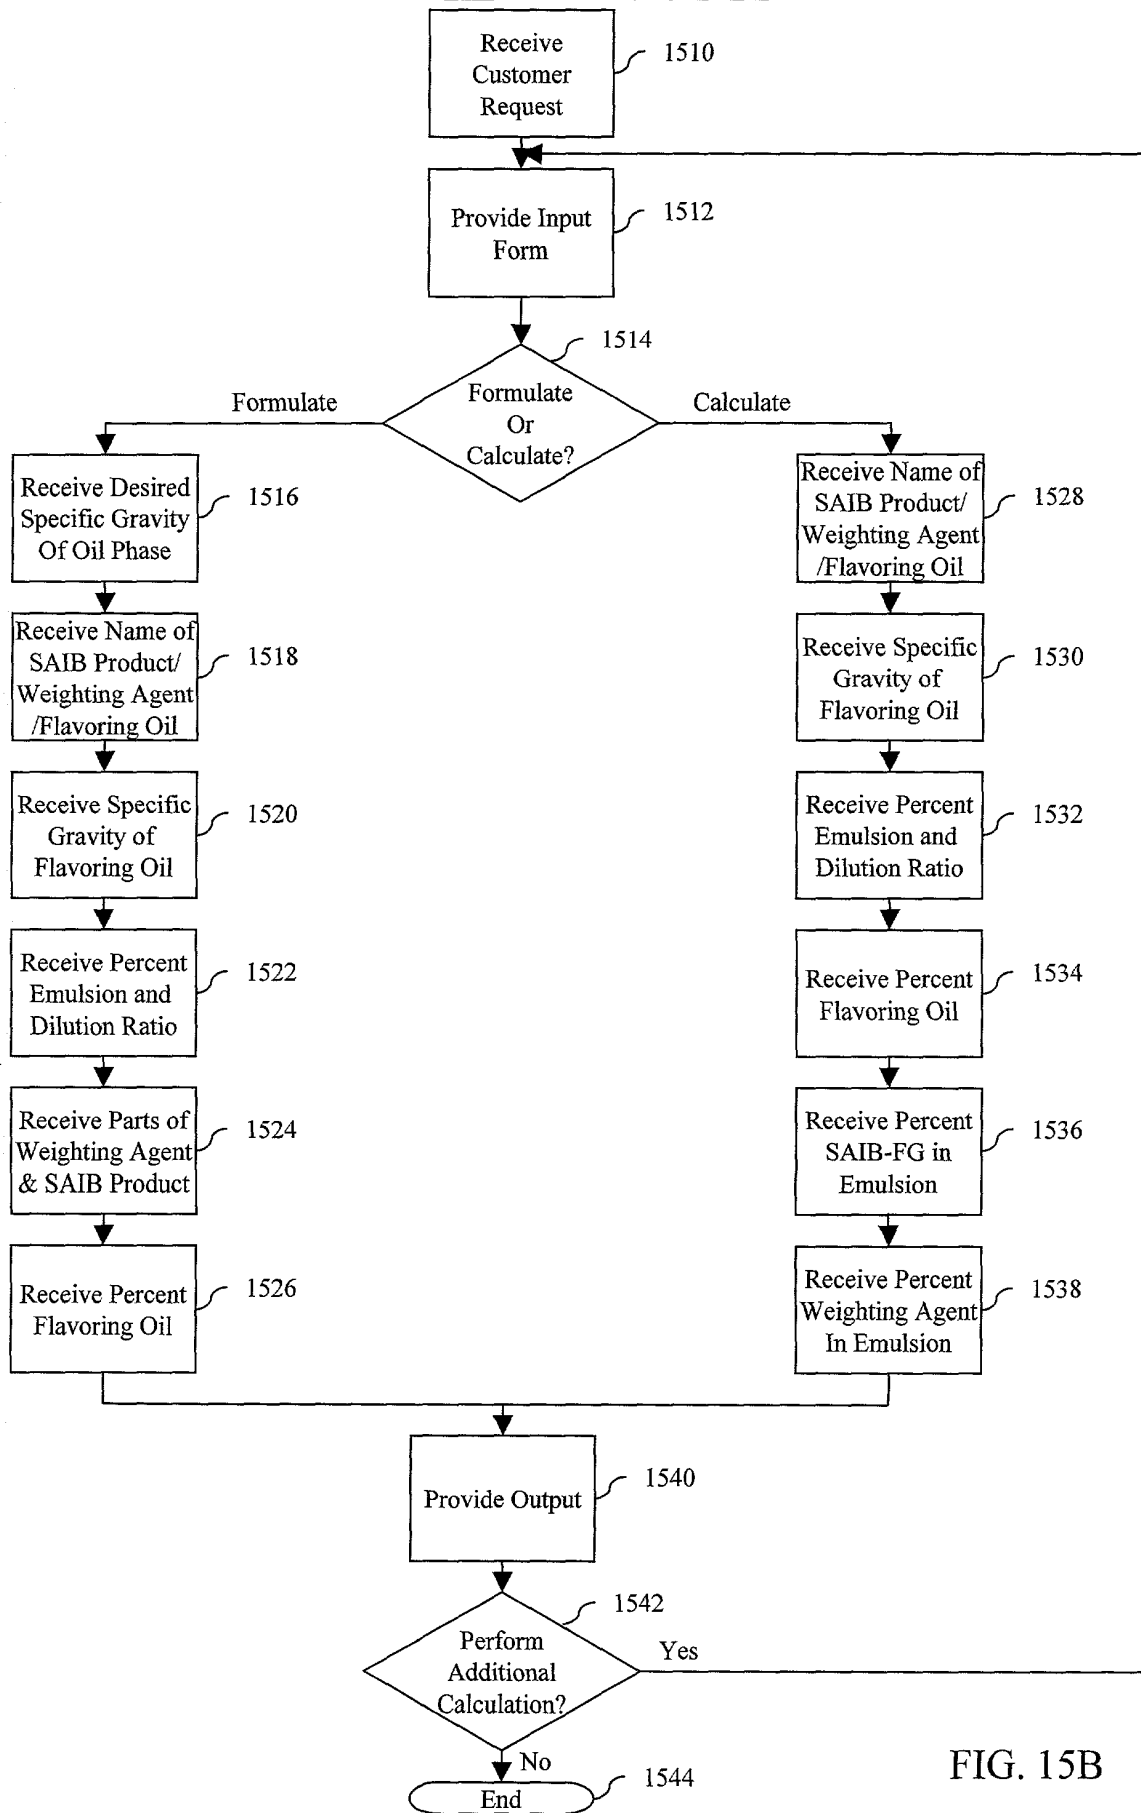 Receive
Customer
Request
1510
Provide Input
Form
1512
1514
Formulate
Or
Calculate?
Formulate
Calculate
Receive Desired
Specific Gravity
Of Oil Phase
1516
Receive Name of
SAIB Product/
Weighting Agent
/Flavoring Oil
1518
Receive Specific
Gravity of
Flavoring Oil
1520
Receive Percent
Emulsion and
Dilution Ratio
1522
Receive Parts of
Weighting Agent
& SAIB Product
1524
Receive Percent
Flavoring Oil
1526
Receive Name of
SAIB Product/
Weighting Agent
/Flavoring Oil
1528
Receive Specific
Gravity of
Flavoring Oil
1530
Receive Percent
Emulsion and
Dilution Ratio
1532
Receive Percent
Flavoring Oil
1534
Receive Percent
SAIB-FG in
Emulsion
1536
Receive Percent
Weighting Agent
In Emulsion
1538
Provide Output
1540
1542
Perform
Additional
Calculation?
Yes
No
End
1544
FIG. 15B